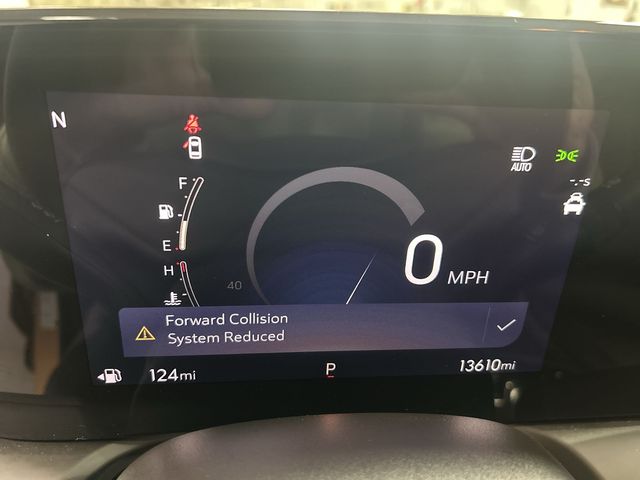 N
AUTO
-.-s
F
E
H
0 MPH
40
Forward Collision
System Reduced
124mi
P
13610mi